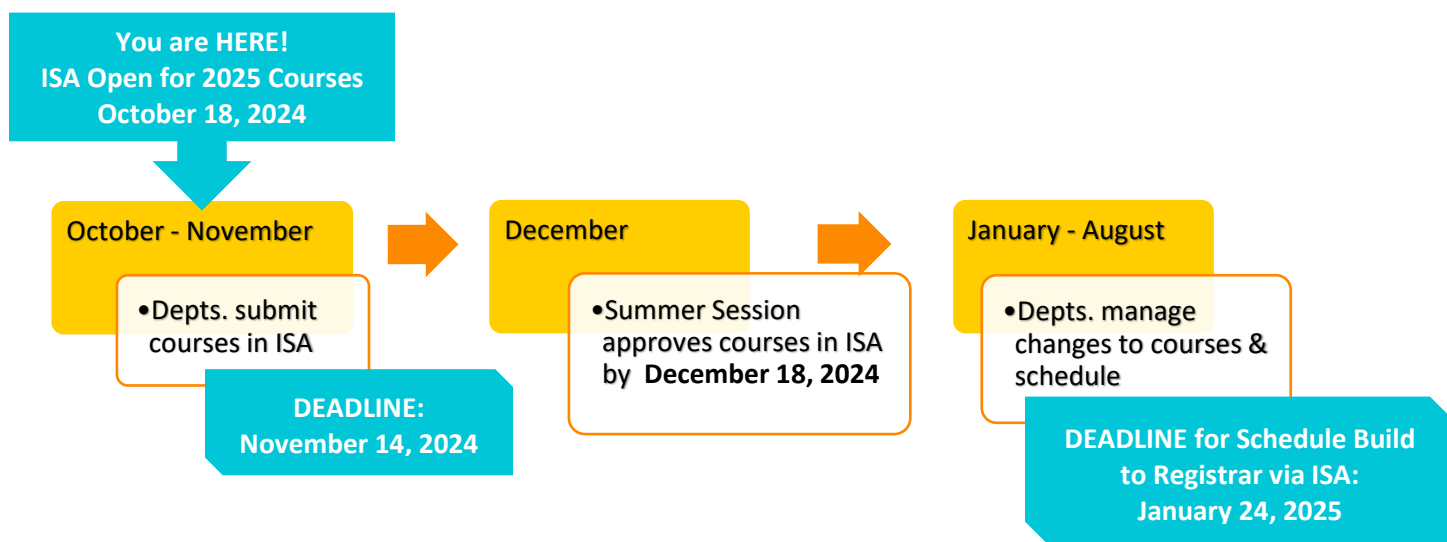 You are HERE!
ISA Open for 2025 Courses
October 18, 2024
October - November
•Depts. submit
courses in ISA
DEADLINE:
November 14, 2024
December
•Summer Session
approves courses in ISA
by December 18, 2024
January - August
•Depts. manage
changes to courses &
schedule
DEADLINE for Schedule Build
to Registrar via ISA:
January 24, 2025